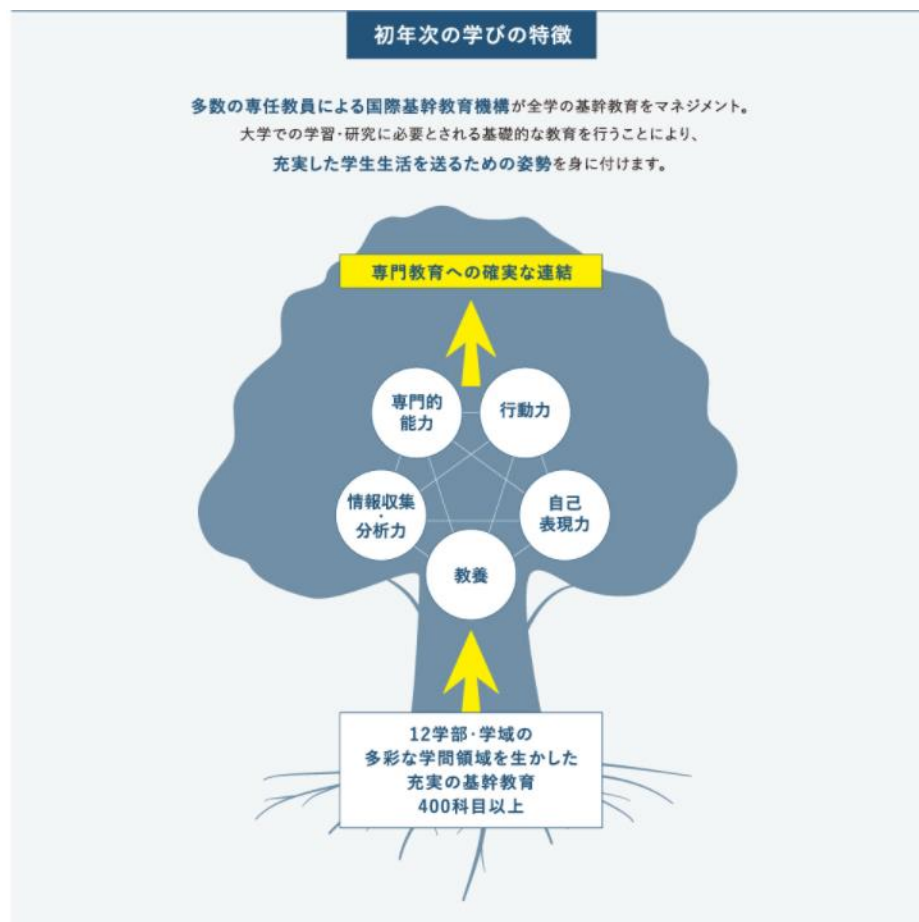 初年次の学びの特徴
多数の専任教員による国際基幹教育機構が全学の基幹教育をマネジメント。
大学での学習・研究に必要とされる基礎的な教育を行うことにより、
充実した学生生活を送るための姿勢を身に付けます。
専門教育への確実な連結
専門的
能力
行動力
情報収集
・
分析力
自己
表現力
教養
12学部・学域の
多彩な学問領域を生かした
充実の基幹教育
400科目以上